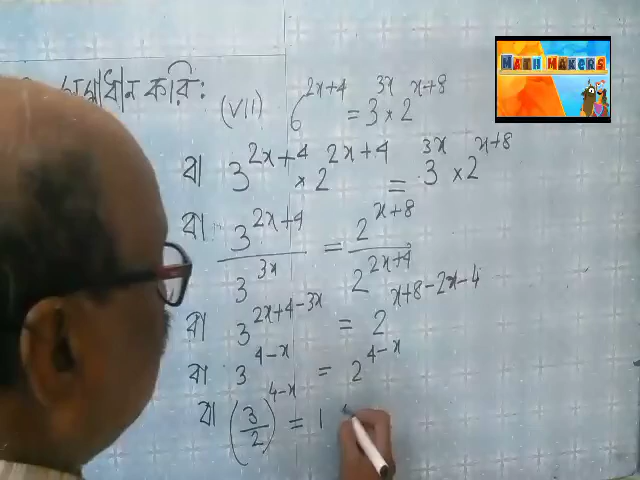 সমাধান করি:
MATH MAKERS
(VII) 6^{2x+4} = 3^{3x} × 2^{x+8}
বা 3^{2x+4} × 2^{2x+4} = 3^{3x} × 2^{x+8}
বা 3^{2x+4} / 3^{3x} = 2^{x+8} / 2^{2x+4}
বা 3^{2x+4-3x} = 2^{x+8-2x-4}
বা 3^{4-x} = 2^{4-x}
বা (3/2)^{4-x} = 1